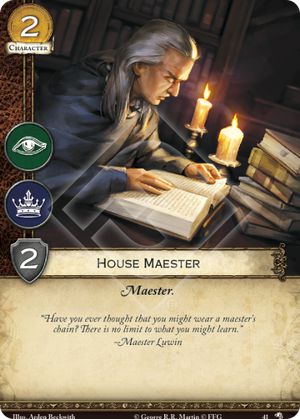 2
CHARACTER
2
HOUSE MAESTER
Maester.
"Have you ever thought that you might wear a maester's
chain? There is no limit to what you might learn."
~Maester Luwin
Illus. Arden Beckwith
© George R.R. Martin © FFG
41